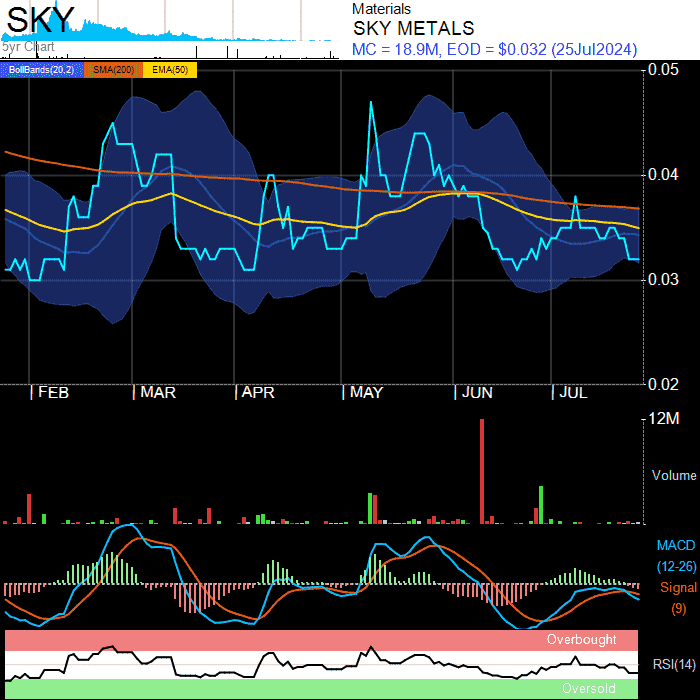 SKY
5yr Chart
Materials
SKY METALS
MC = 18.9M, EOD = $0.032 (25Jul2024)
BollBands(20,2) SMA(200) EMA(50)
0.05
0.04
0.03
0.02
FEB MAR APR MAY JUN JUL
12M
Volume
MACD
(12-26)
Signal
(9)
Overbought
RSI(14)
Oversold